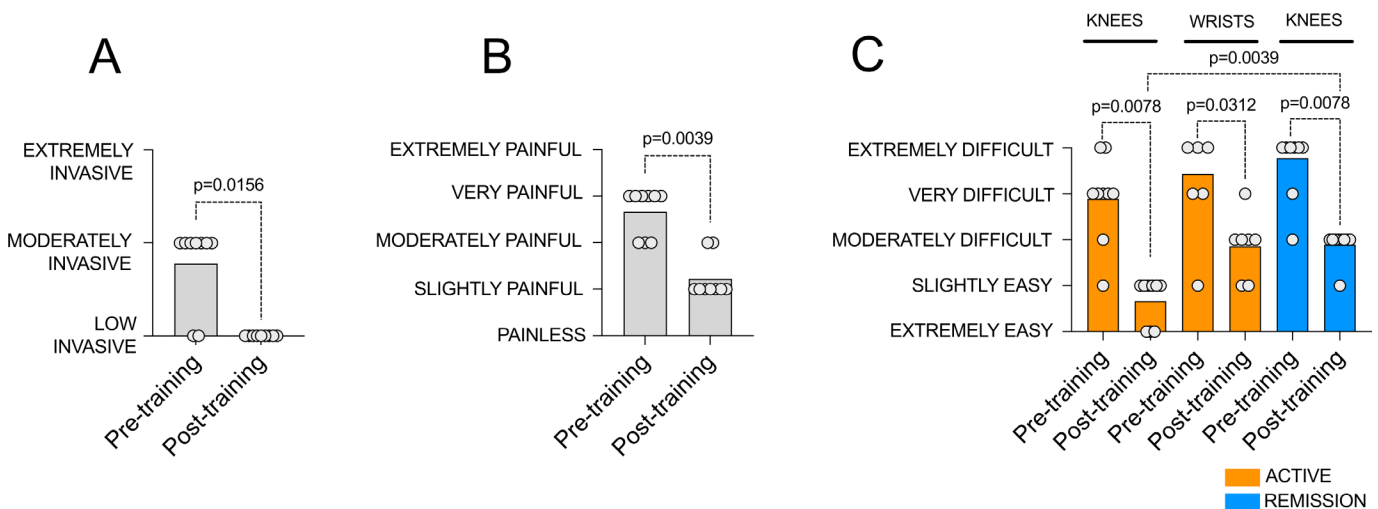 A
EXTREMELY
INVASIVE
MODERATELY
INVASIVE
LOW
INVASIVE
p=0.0156
Pre-training
Post-training
B
EXTREMELY PAINFUL
VERY PAINFUL
MODERATELY PAINFUL
SLIGHTLY PAINFUL
PAINLESS
p=0.0039
Pre-training
Post-training
C
KNEES
WRISTS
KNEES
p=0.0039
p=0.0078
p=0.0312
p=0.0078
EXTREMELY DIFFICULT
VERY DIFFICULT
MODERATELY DIFFICULT
SLIGHTLY EASY
EXTREMELY EASY
Pre-training
Post-training
Pre-training
Post-training
Pre-training
Post-training
ACTIVE
REMISSION